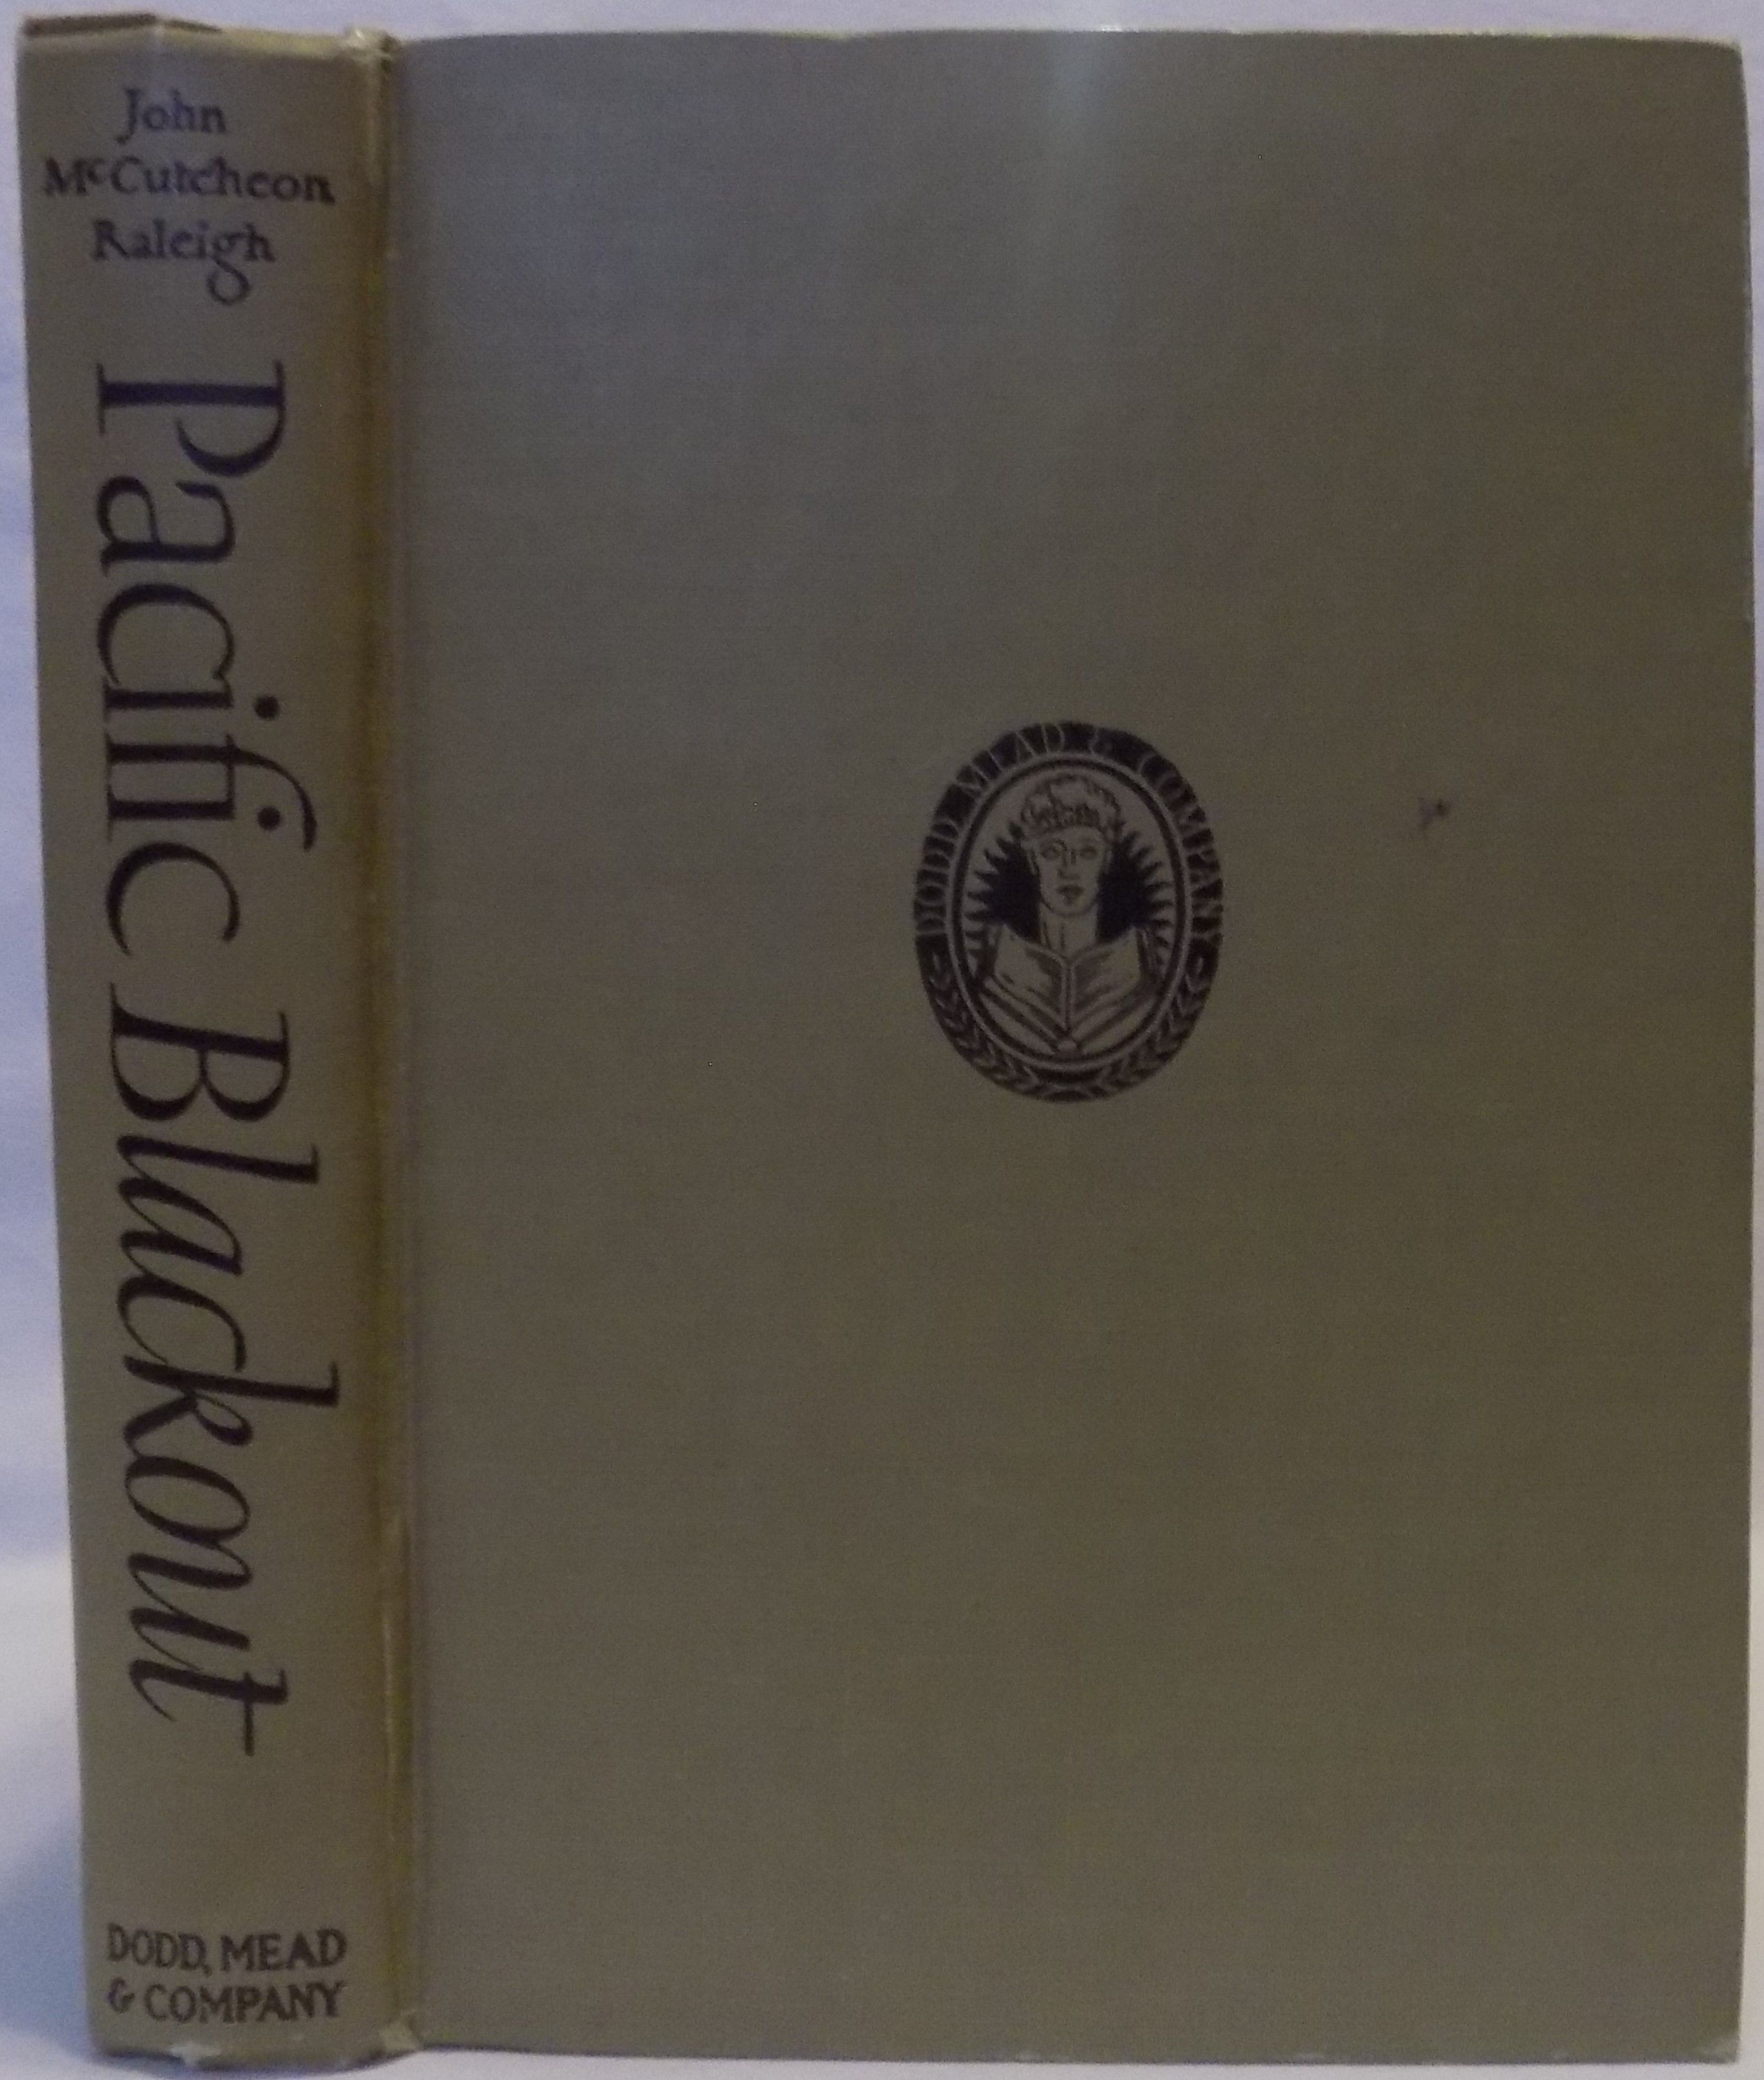 John
McCutcheon
Raleigh
Pacific Blackout
DODD, MEAD
& COMPANY
DODD, MEAD & COMPANY